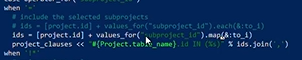 when '='
# include the selected subprojects
ids = [project.id] + values_for("subproject_id").each(&:to_i)
ids = [project.id] + values_for("subproject_id").map(&:to_i)
project_clauses << "#{Project.table_name}.id IN (%s)" % ids.join(',')
when '!*'